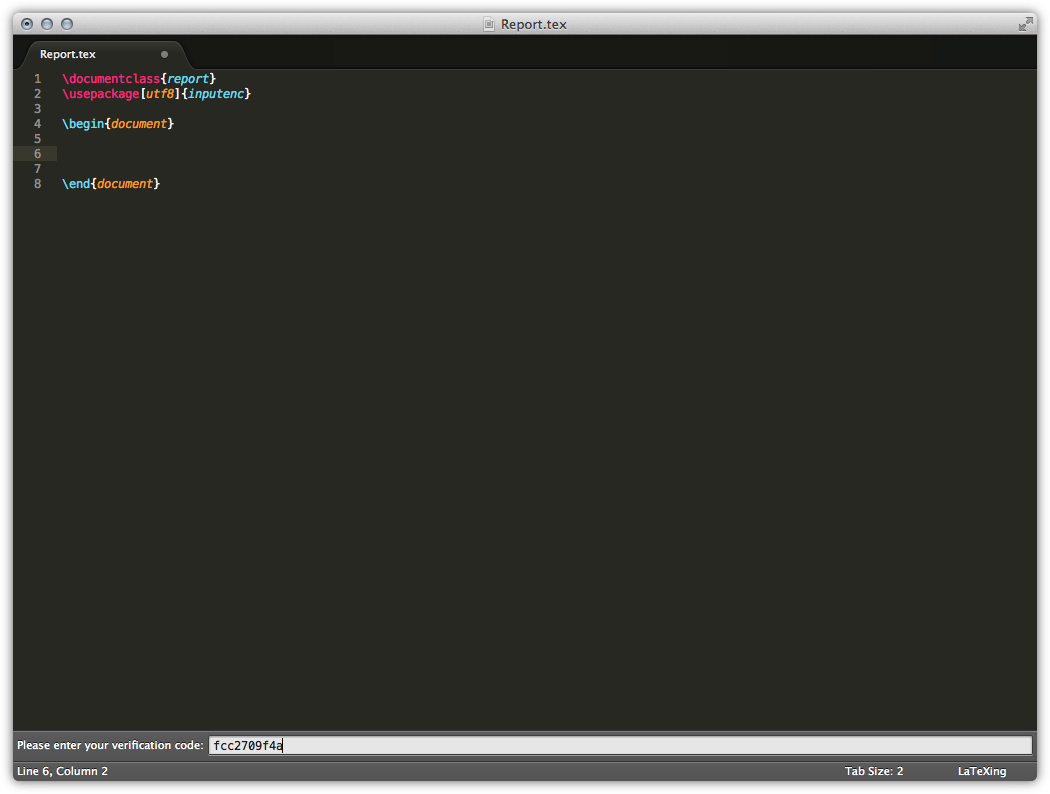 Report.tex
Report.tex
1 \documentclass{report}
2 \usepackage[utf8]{inputenc}
3
4 \begin{document}
5
6
7
8 \end{document}
Please enter your verification code: fcc2709f4a
Line 6, Column 2 Tab Size: 2 LaTeXing